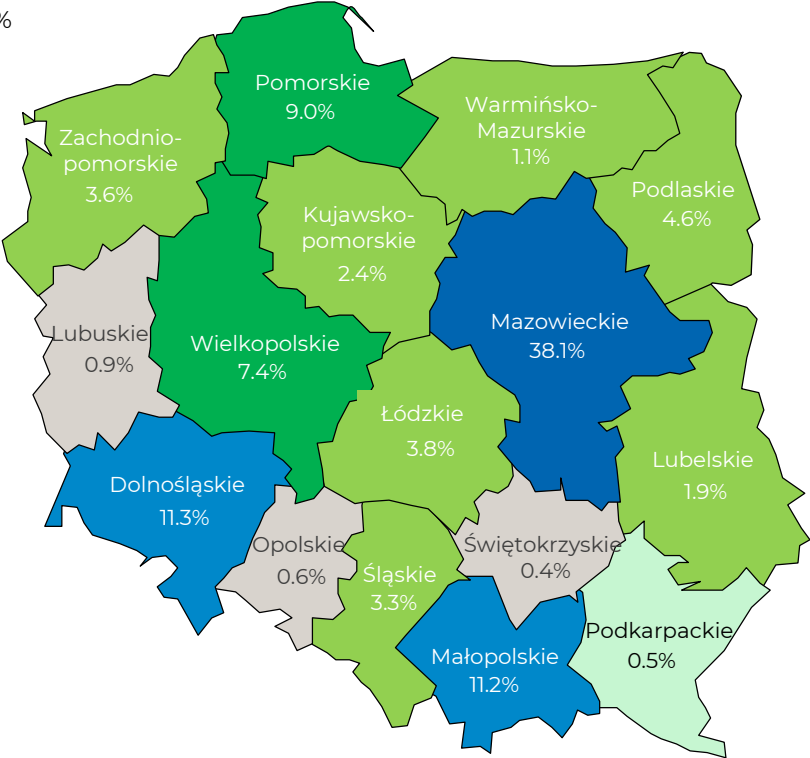 %
Pomorskie
9.0%
Warmińsko-
Mazurskie
1.1%
Zachodnio-
pomorskie
3.6%
Podlaskie
4.6%
Kujawsko-
pomorskie
2.4%
Lubuskie
0.9%
Wielkopolskie
7.4%
Mazowieckie
38.1%
Łódzkie
3.8%
Lubelskie
1.9%
Dolnośląskie
11.3%
Opolskie
0.6%
Śląskie
3.3%
Świętokrzyskie
0.4%
Małopolskie
11.2%
Podkarpackie
0.5%